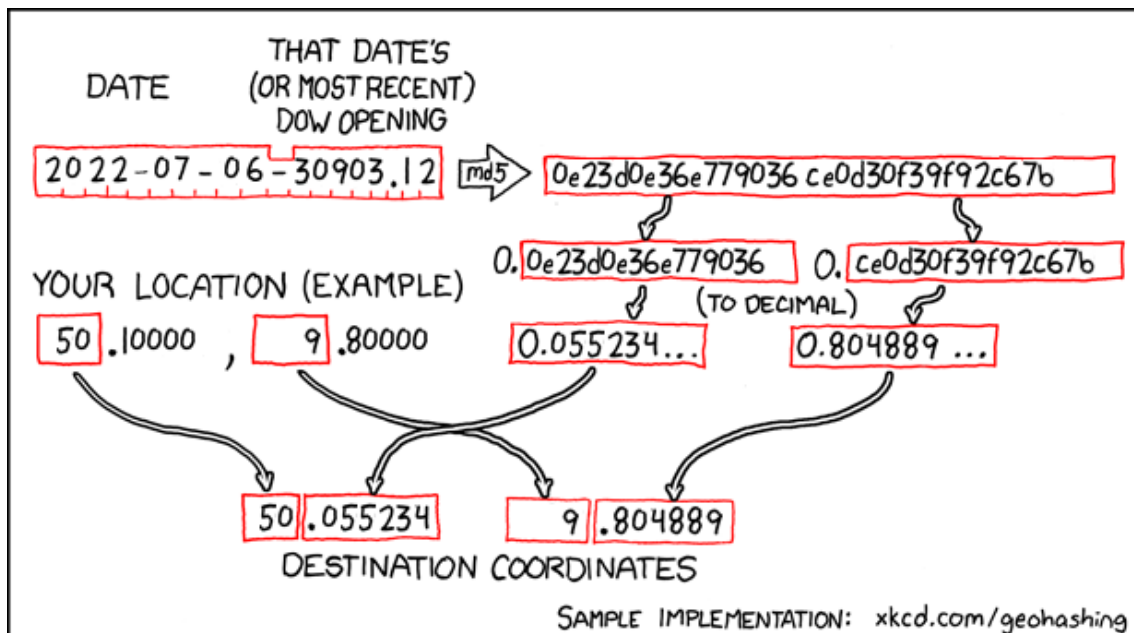 DATE
THAT DATE'S
(OR MOST RECENT)
DOW OPENING
2022-07-06-30903.12
md5
0e23d0e36e779036ce0d30f39f92c67b
0.0e23d0e36e779036
0.ce0d30f39f92c67b
YOUR LOCATION (EXAMPLE)
(TO DECIMAL)
50.10000, 9.80000
0.055234...
0.804889...
50.055234
9.804889
DESTINATION COORDINATES
SAMPLE IMPLEMENTATION: xkcd.com/geohashing